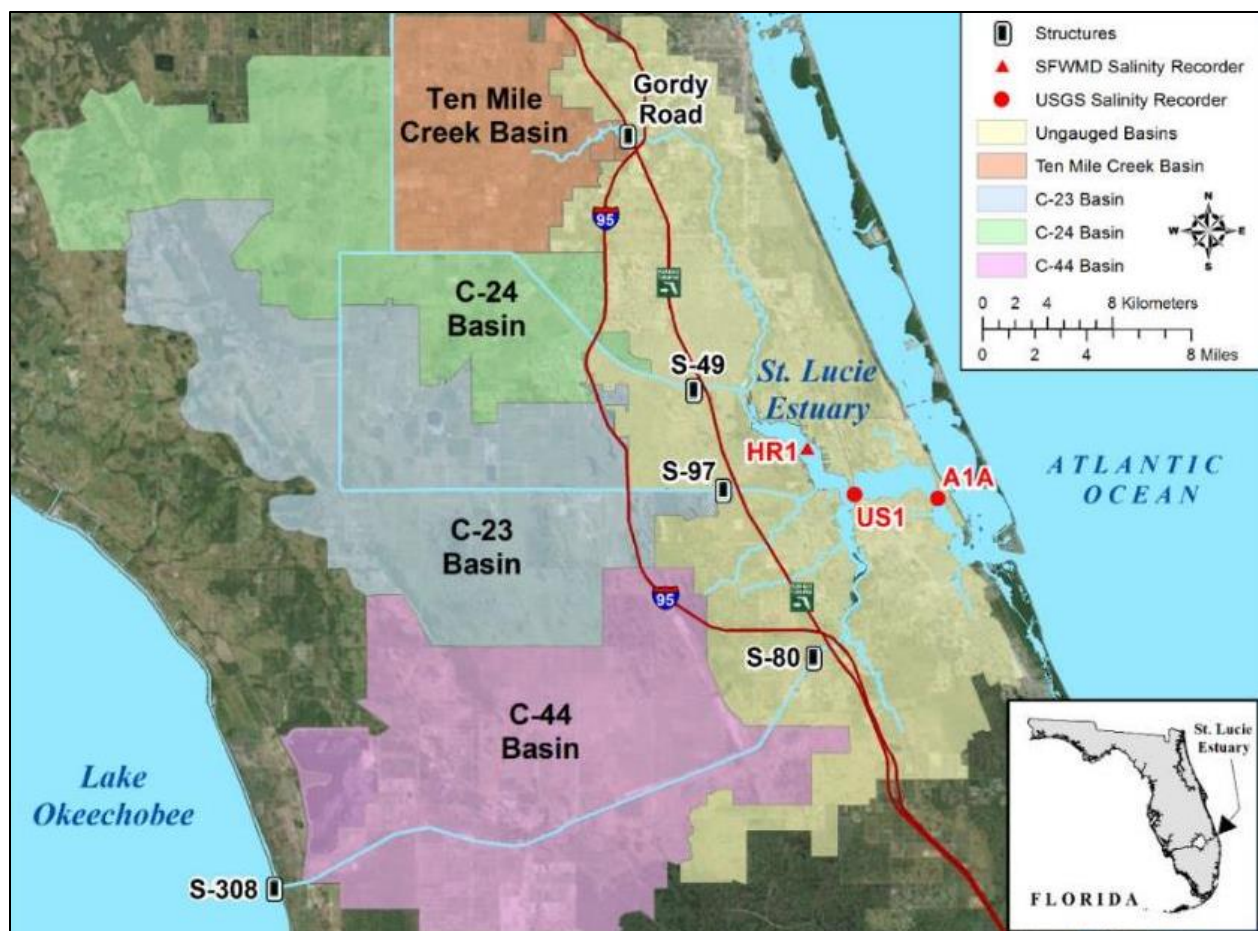 Structures
SFWMD Salinity Recorder
USGS Salinity Recorder
Ungauged Basins
Ten Mile Creek Basin
C-23 Basin
C-24 Basin
C-44 Basin
N
W E
S
0 2 4 8 Kilometers
0 2 4 8 Miles
Ten Mile
Creek Basin
Gordy
Road
95
C-24
Basin
S-49
St. Lucie
Estuary
HR1
S-97
US1
A1A
ATLANTIC
OCEAN
C-23
Basin
95
S-80
C-44
Basin
Lake
Okeechobee
S-308
St. Lucie
Estuary
FLORIDA